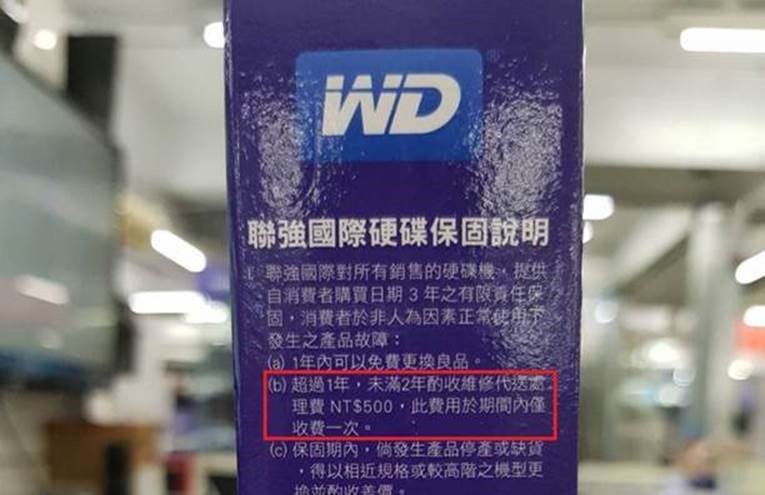 WD
聯強國際硬碟保固說明
1. 聯強國際對所有銷售的硬碟機，提供
自消費者購買日期 3 年之有限責任保
固，消費者於非人為因素正常使用下
發生之產品故障：
(a) 1年內可以免費更換良品。
(b) 超過1年，未滿2年酌收維修代送處
理費 NT$500，此費用於期間內僅
收費一次。
(c) 保固期內，倘發生產品停產或缺貨
，得以相近規格或較高階之機型更
換並酌收差價。